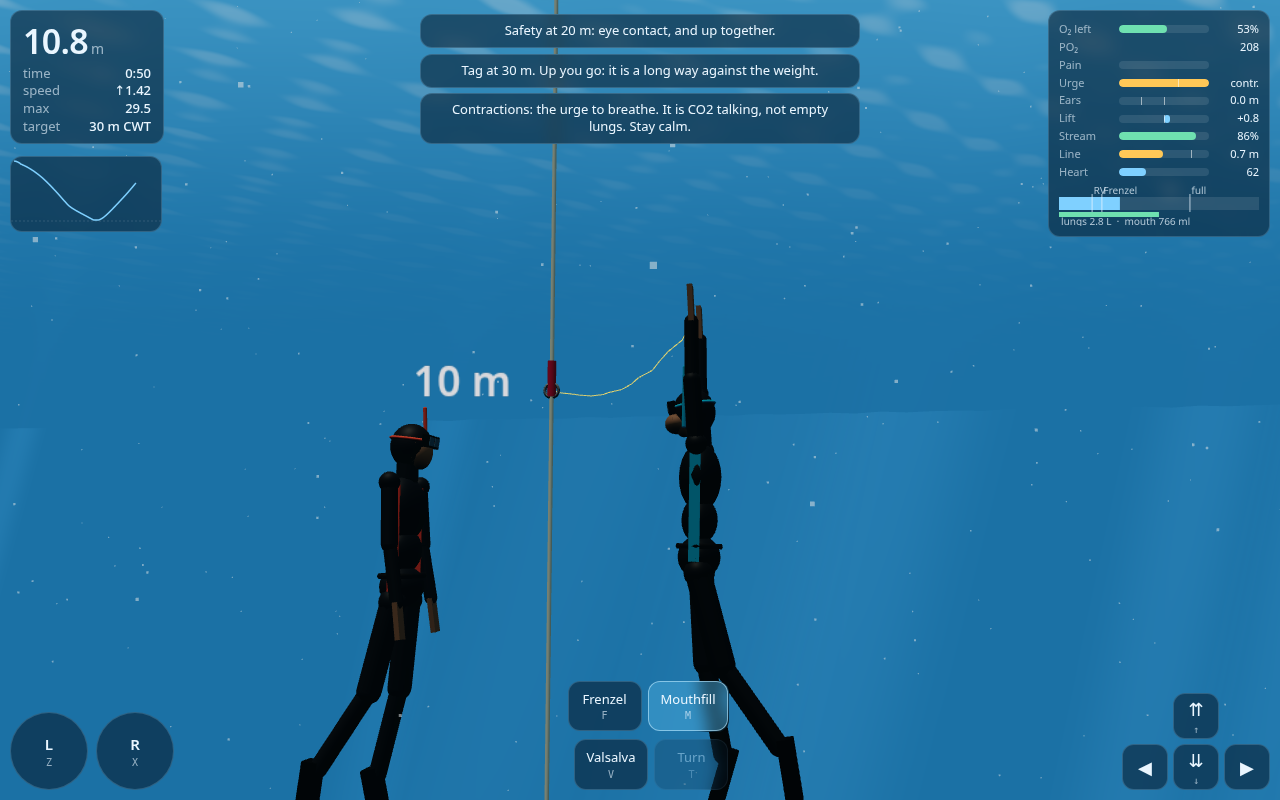 10.8 m
time 0:50
speed ↑1.42
max 29.5
target 30 m CWT
Safety at 20 m: eye contact, and up together.
Tag at 30 m. Up you go: it is a long way against the weight.
Contractions: the urge to breathe. It is CO2 talking, not empty
lungs. Stay calm.
O₂ left 53%
PO₂ 208
Pain
Urge contr.
Ears 0.0 m
Lift +0.8
Stream 86%
Line 0.7 m
Heart 62
RV Frenzel full
lungs 2.8 L · mouth 766 ml
10 m
Frenzel
F
Mouthfill
M
Valsalva
V
Turn
T
L
Z
R
X
⇈
↑
◀
⇊
↓
▶